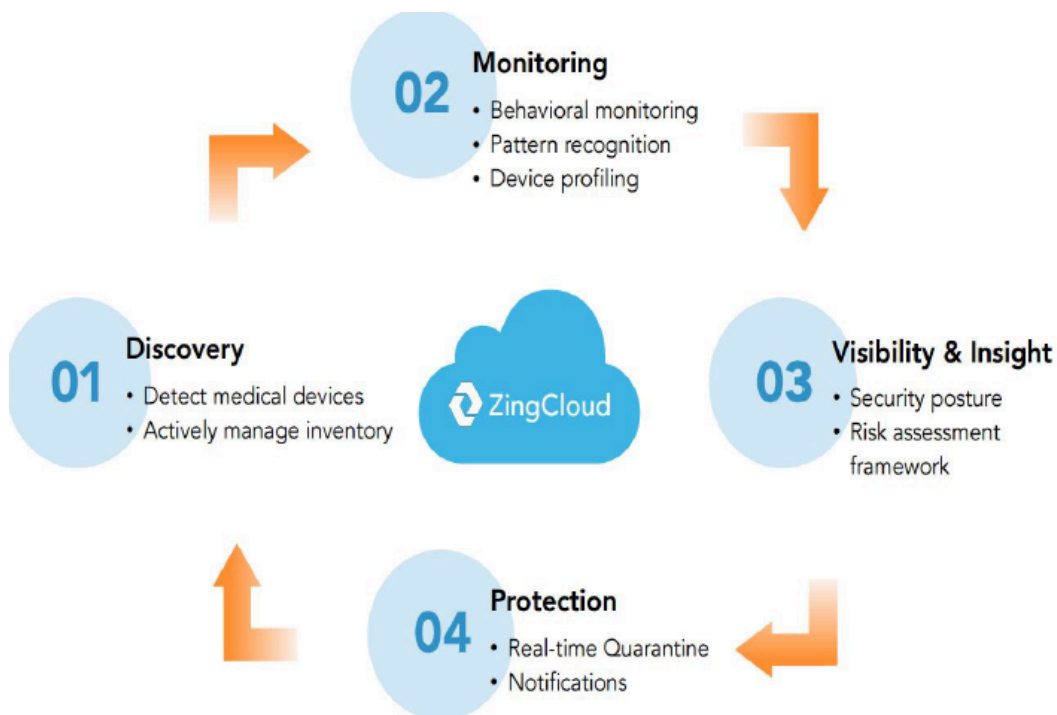 02
Monitoring
• Behavioral monitoring
• Pattern recognition
• Device profiling
01
Discovery
• Detect medical devices
• Actively manage inventory
ZingCloud
03
Visibility & Insight
• Security posture
• Risk assessment
framework
04
Protection
• Real-time Quarantine
• Notifications